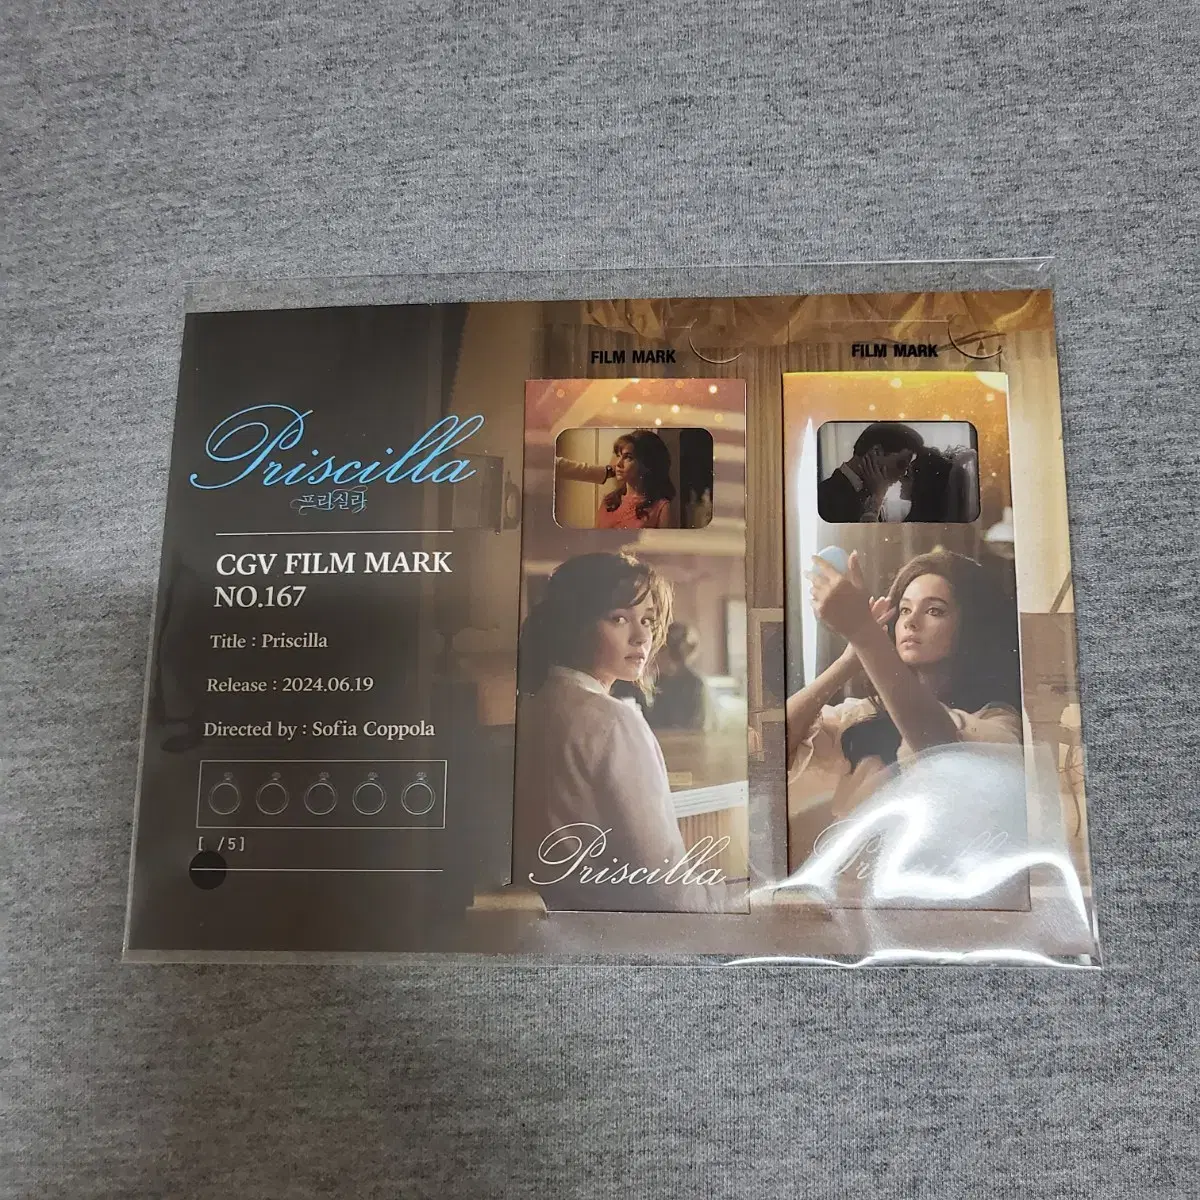 Priscilla
프리실라
CGV FILM MARK
NO.167
Title : Priscilla
Release : 2024.06.19
Directed by : Sofia Coppola
[ /5]
FILM MARK
Priscilla
FILM MARK